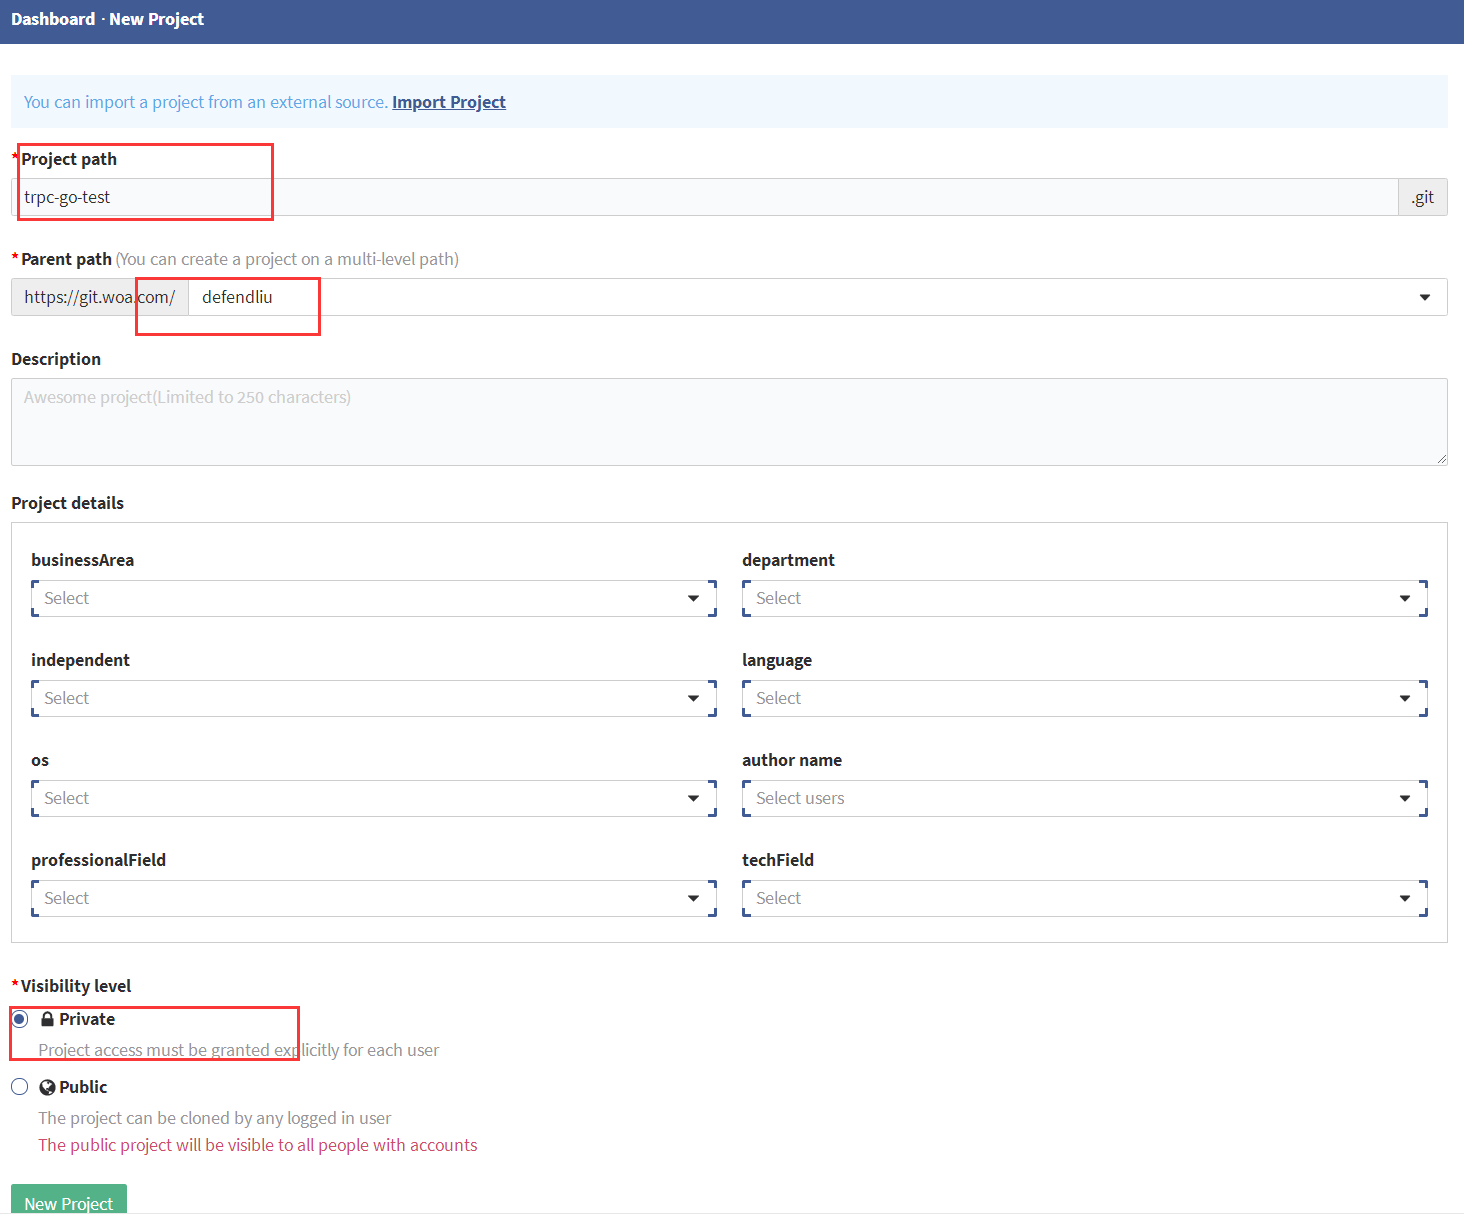 Dashboard · New Project
You can import a project from an external source. Import Project
*Project path
trpc-go-test .git
*Parent path (You can create a project on a multi-level path)
https://git.woa.com/ defendliu
Description
Awesome project(Limited to 250 characters)
Project details
businessArea department
Select Select
independent language
Select Select
os author name
Select Select users
professionalField techField
Select Select
*Visibility level
Private
Project access must be granted explicitly for each user
Public
The project can be cloned by any logged in user
The public project will be visible to all people with accounts
New Project